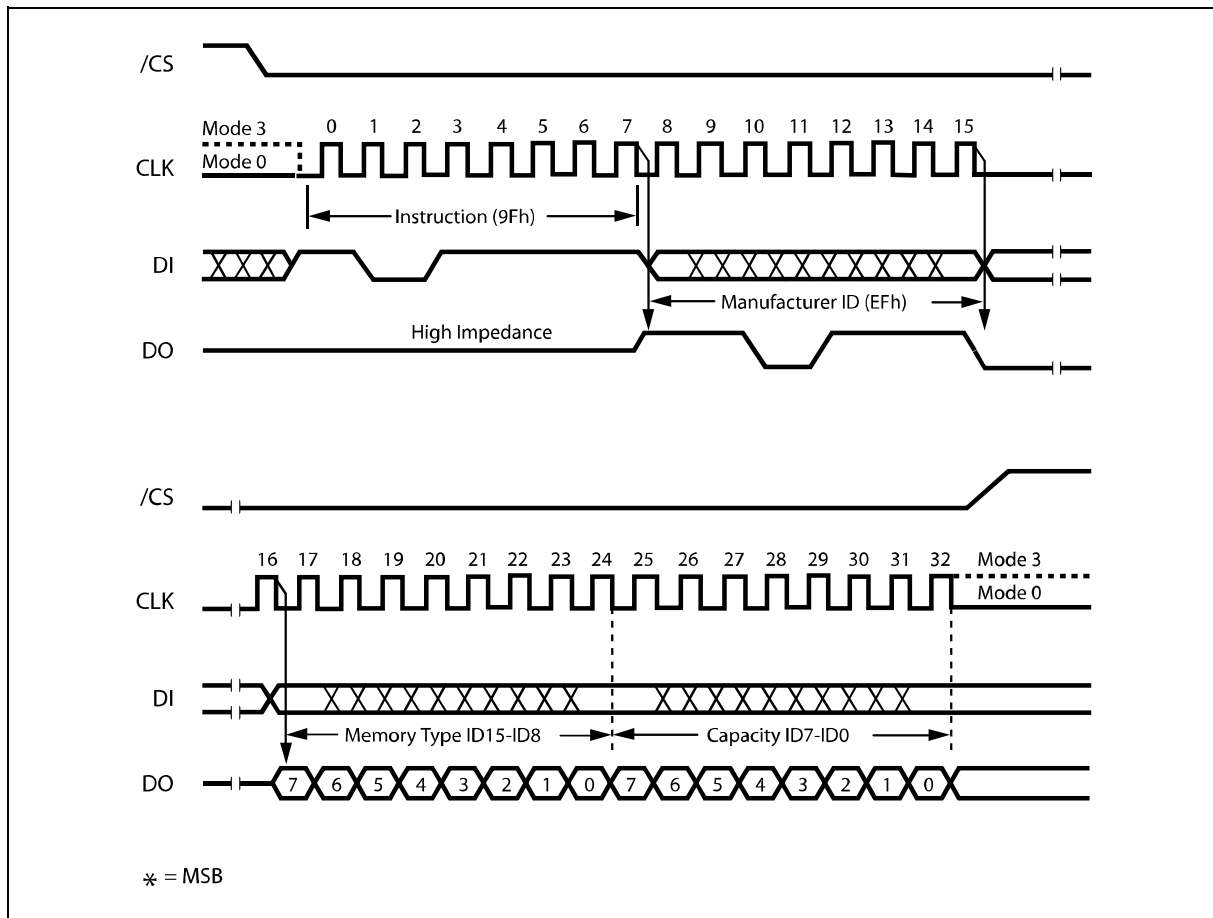 /CS
Mode 3
0 1 2 3 4 5 6 7 8 9 10 11 12 13 14 15
Mode 0
CLK
Instruction (9Fh)
DI
Manufacturer ID (EFh)
High Impedance
DO
/CS
16 17 18 19 20 21 22 23 24 25 26 27 28 29 30 31 32
Mode 3
CLK
Mode 0
DI
Memory Type ID15-ID8
Capacity ID7-ID0
DO
7 6 5 4 3 2 1 0 7 6 5 4 3 2 1 0
* = MSB